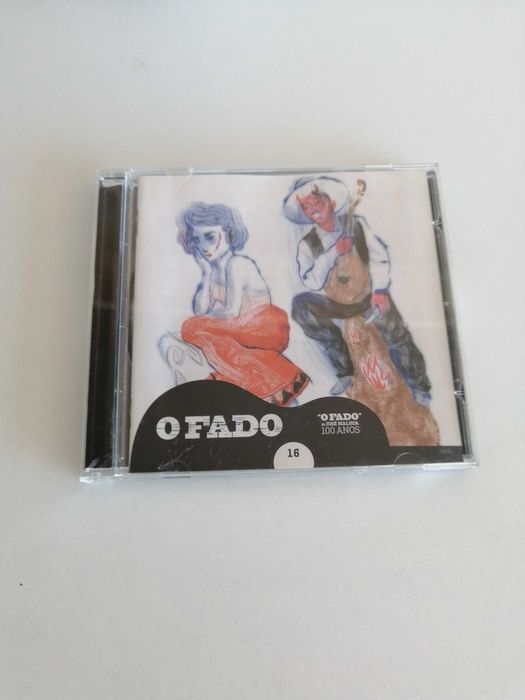 O FADO
"O FADO"
DE JOSÉ MALHOA
100 ANOS
16